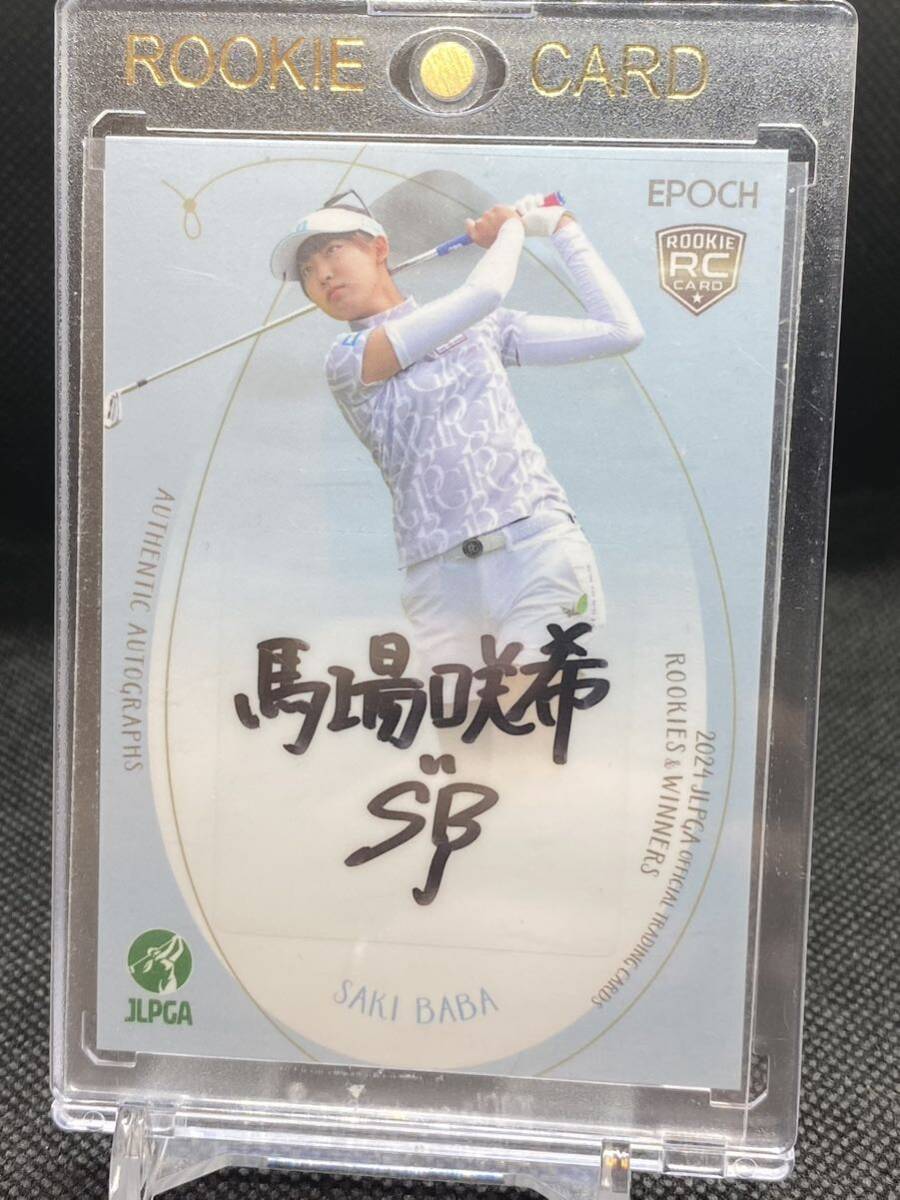 ROOKIE CARD
EPOCH
ROOKIE
RC
CARD
AUTHENTIC AUTOGRAPHS
2024 JLPGA OFFICIAL TRADING CARDS
ROOKIES & WINNERS
馬場咲希
SB
SAKI BABA
JLPGA